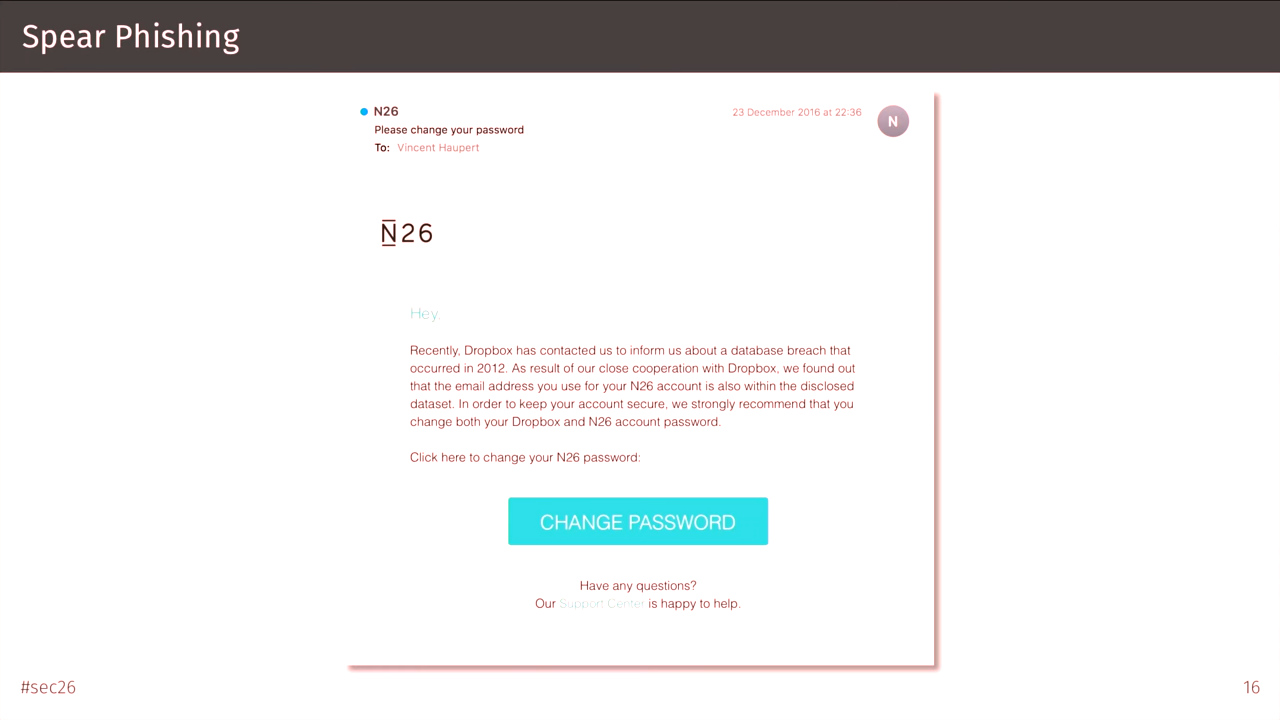 Spear Phishing
N26
23 December 2016 at 22:36
N
Please change your password
To: Vincent Haupert
N26
Hey,
Recently, Dropbox has contacted us to inform us about a database breach that
occurred in 2012. As result of our close cooperation with Dropbox, we found out
that the email address you use for your N26 account is also within the disclosed
dataset. In order to keep your account secure, we strongly recommend that you
change both your Dropbox and N26 account password.
Click here to change your N26 password:
CHANGE PASSWORD
Have any questions?
Our Support Center is happy to help.
#sec26
16